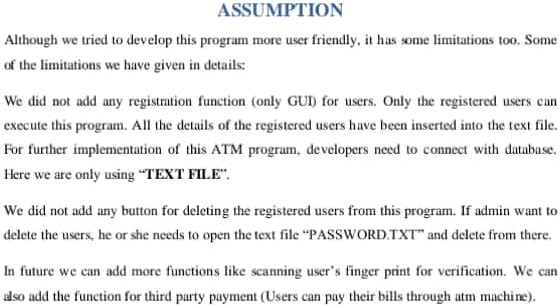 ASSUMPTION
Although we tried to develop this program more user friendly, it has some limitations too. Some
of the limitations we have given in details:
We did not add any registration function (only GUI) for users. Only the registered users can
execute this program. All the details of the registered users have been inserted into the text file.
For further implementation of this ATM program, developers need to connect with database.
Here we are only using “TEXT FILE”.
We did not add any button for deleting the registered users from this program. If admin want to
delete the users, he or she needs to open the text file “PASSWORD.TXT” and delete from there.
In future we can add more functions like scanning user’s finger print for verification. We can
also add the function for third party payment (Users can pay their bills through atm machine).